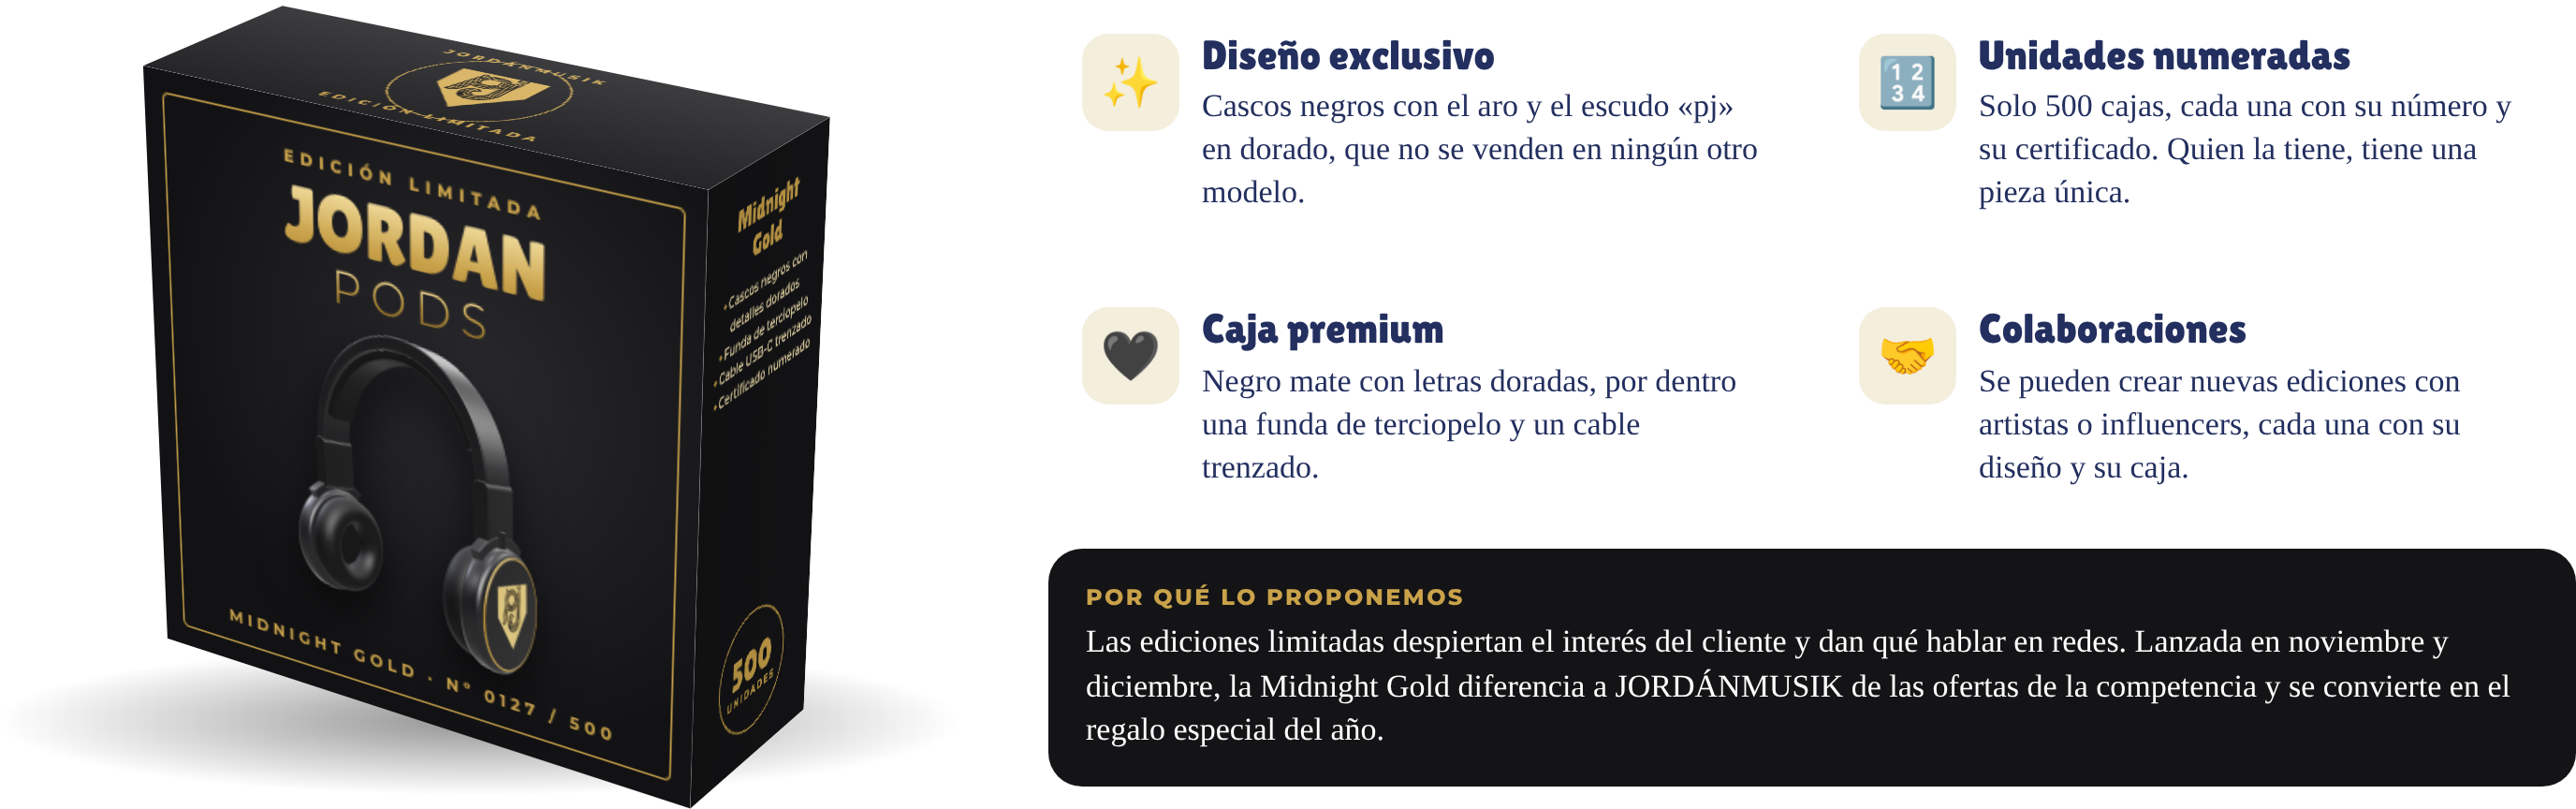 JORDÁNMUSIK
EDICIÓN LIMITADA
EDICIÓN LIMITADA
JORDAN
PODS
MIDNIGHT GOLD · Nº 0127 / 500
Midnight
Gold
• Cascos negros con
detalles dorados
• Funda de terciopelo
• Cable USB-C trenzado
• Certificado numerado
500
UNIDADES
Diseño exclusivo
Cascos negros con el aro y el escudo «pj»
en dorado, que no se venden en ningún otro
modelo.
1 2
3 4
Unidades numeradas
Solo 500 cajas, cada una con su número y
su certificado. Quien la tiene, tiene una
pieza única.
Caja premium
Negro mate con letras doradas, por dentro
una funda de terciopelo y un cable
trenzado.
Colaboraciones
Se pueden crear nuevas ediciones con
artistas o influencers, cada una con su
diseño y su caja.
POR QUÉ LO PROPONEMOS
Las ediciones limitadas despiertan el interés del cliente y dan qué hablar en redes. Lanzada en noviembre y
diciembre, la Midnight Gold diferencia a JORDÁNMUSIK de las ofertas de la competencia y se convierte en el
regalo especial del año.